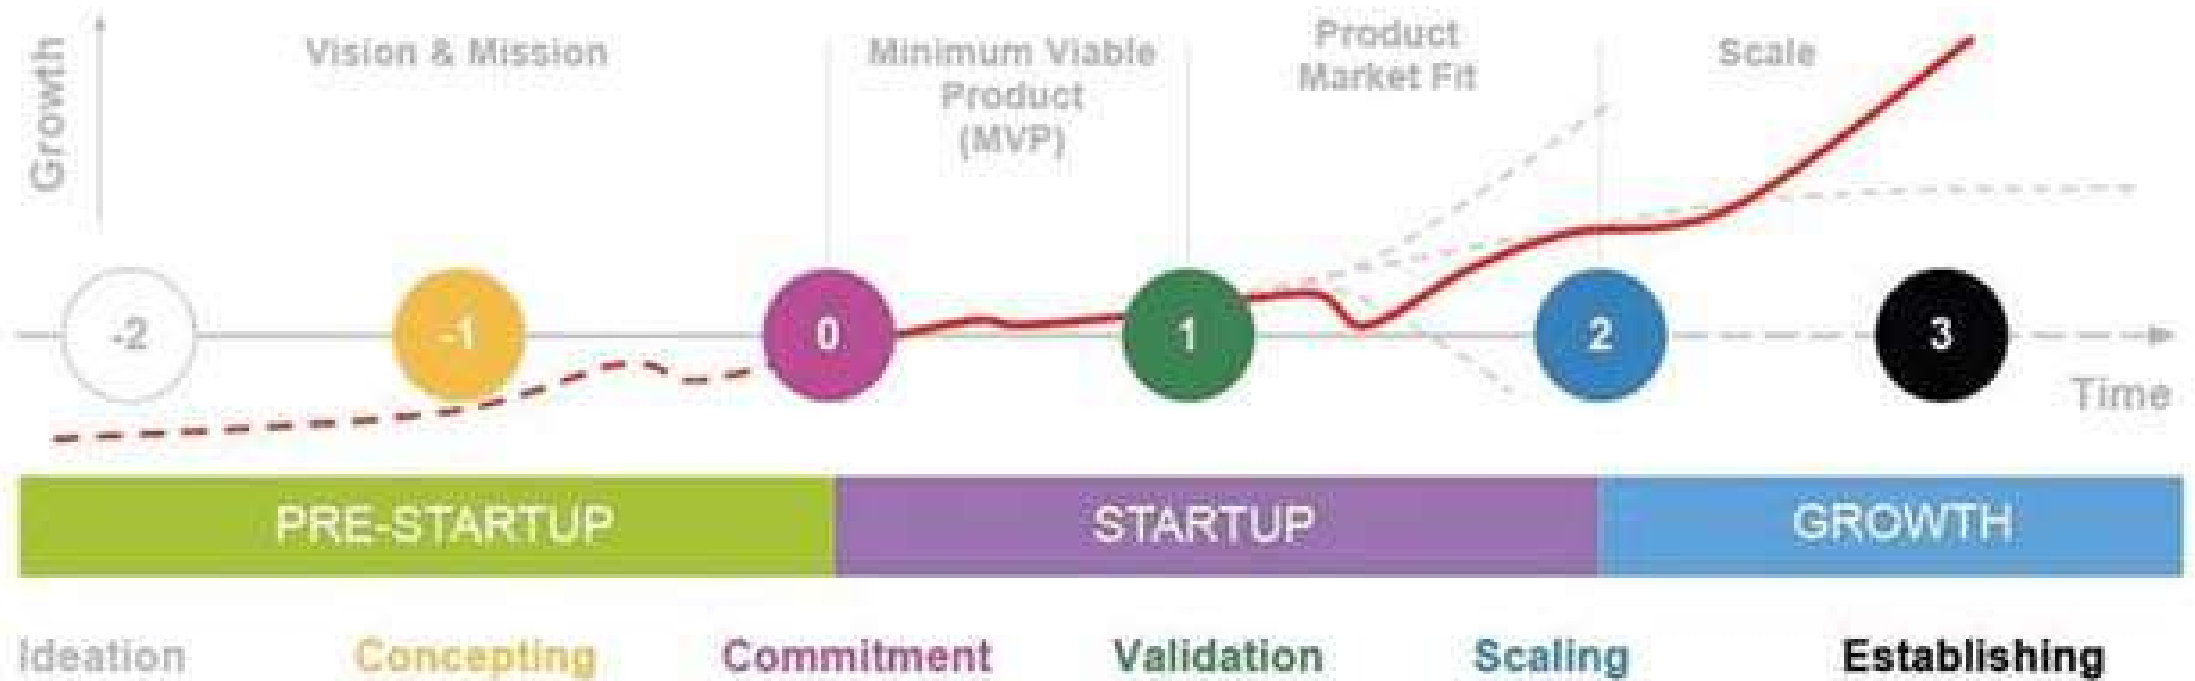 Growth
Vision & Mission
Minimum Viable
Product
(MVP)
Product
Market Fit
Scale
-2
-1
0
1
2
3
Time
PRE-STARTUP
STARTUP
GROWTH
Ideation
Concepting
Commitment
Validation
Scaling
Establishing